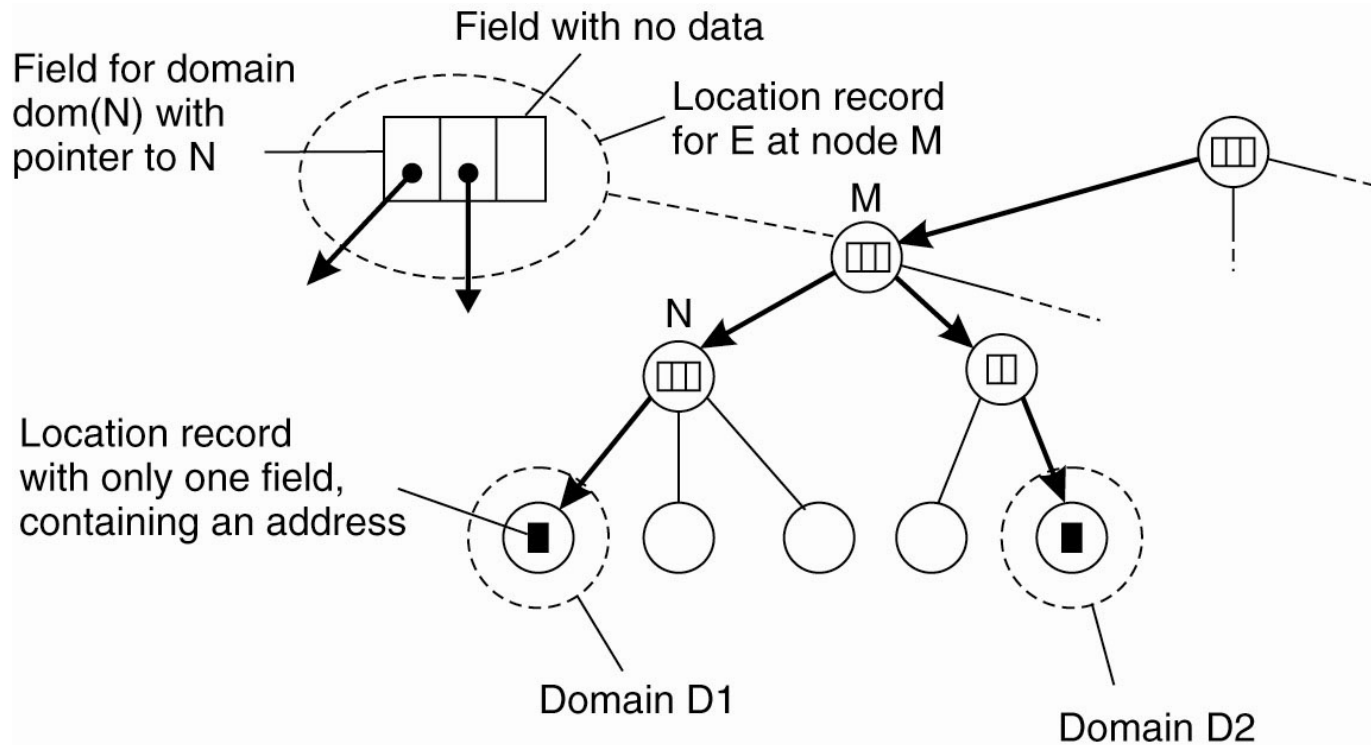 Field with no data
Field for domain
dom(N) with
pointer to N
Location record
for E at node M
M
N
Location record
with only one field,
containing an address
Domain D1
Domain D2